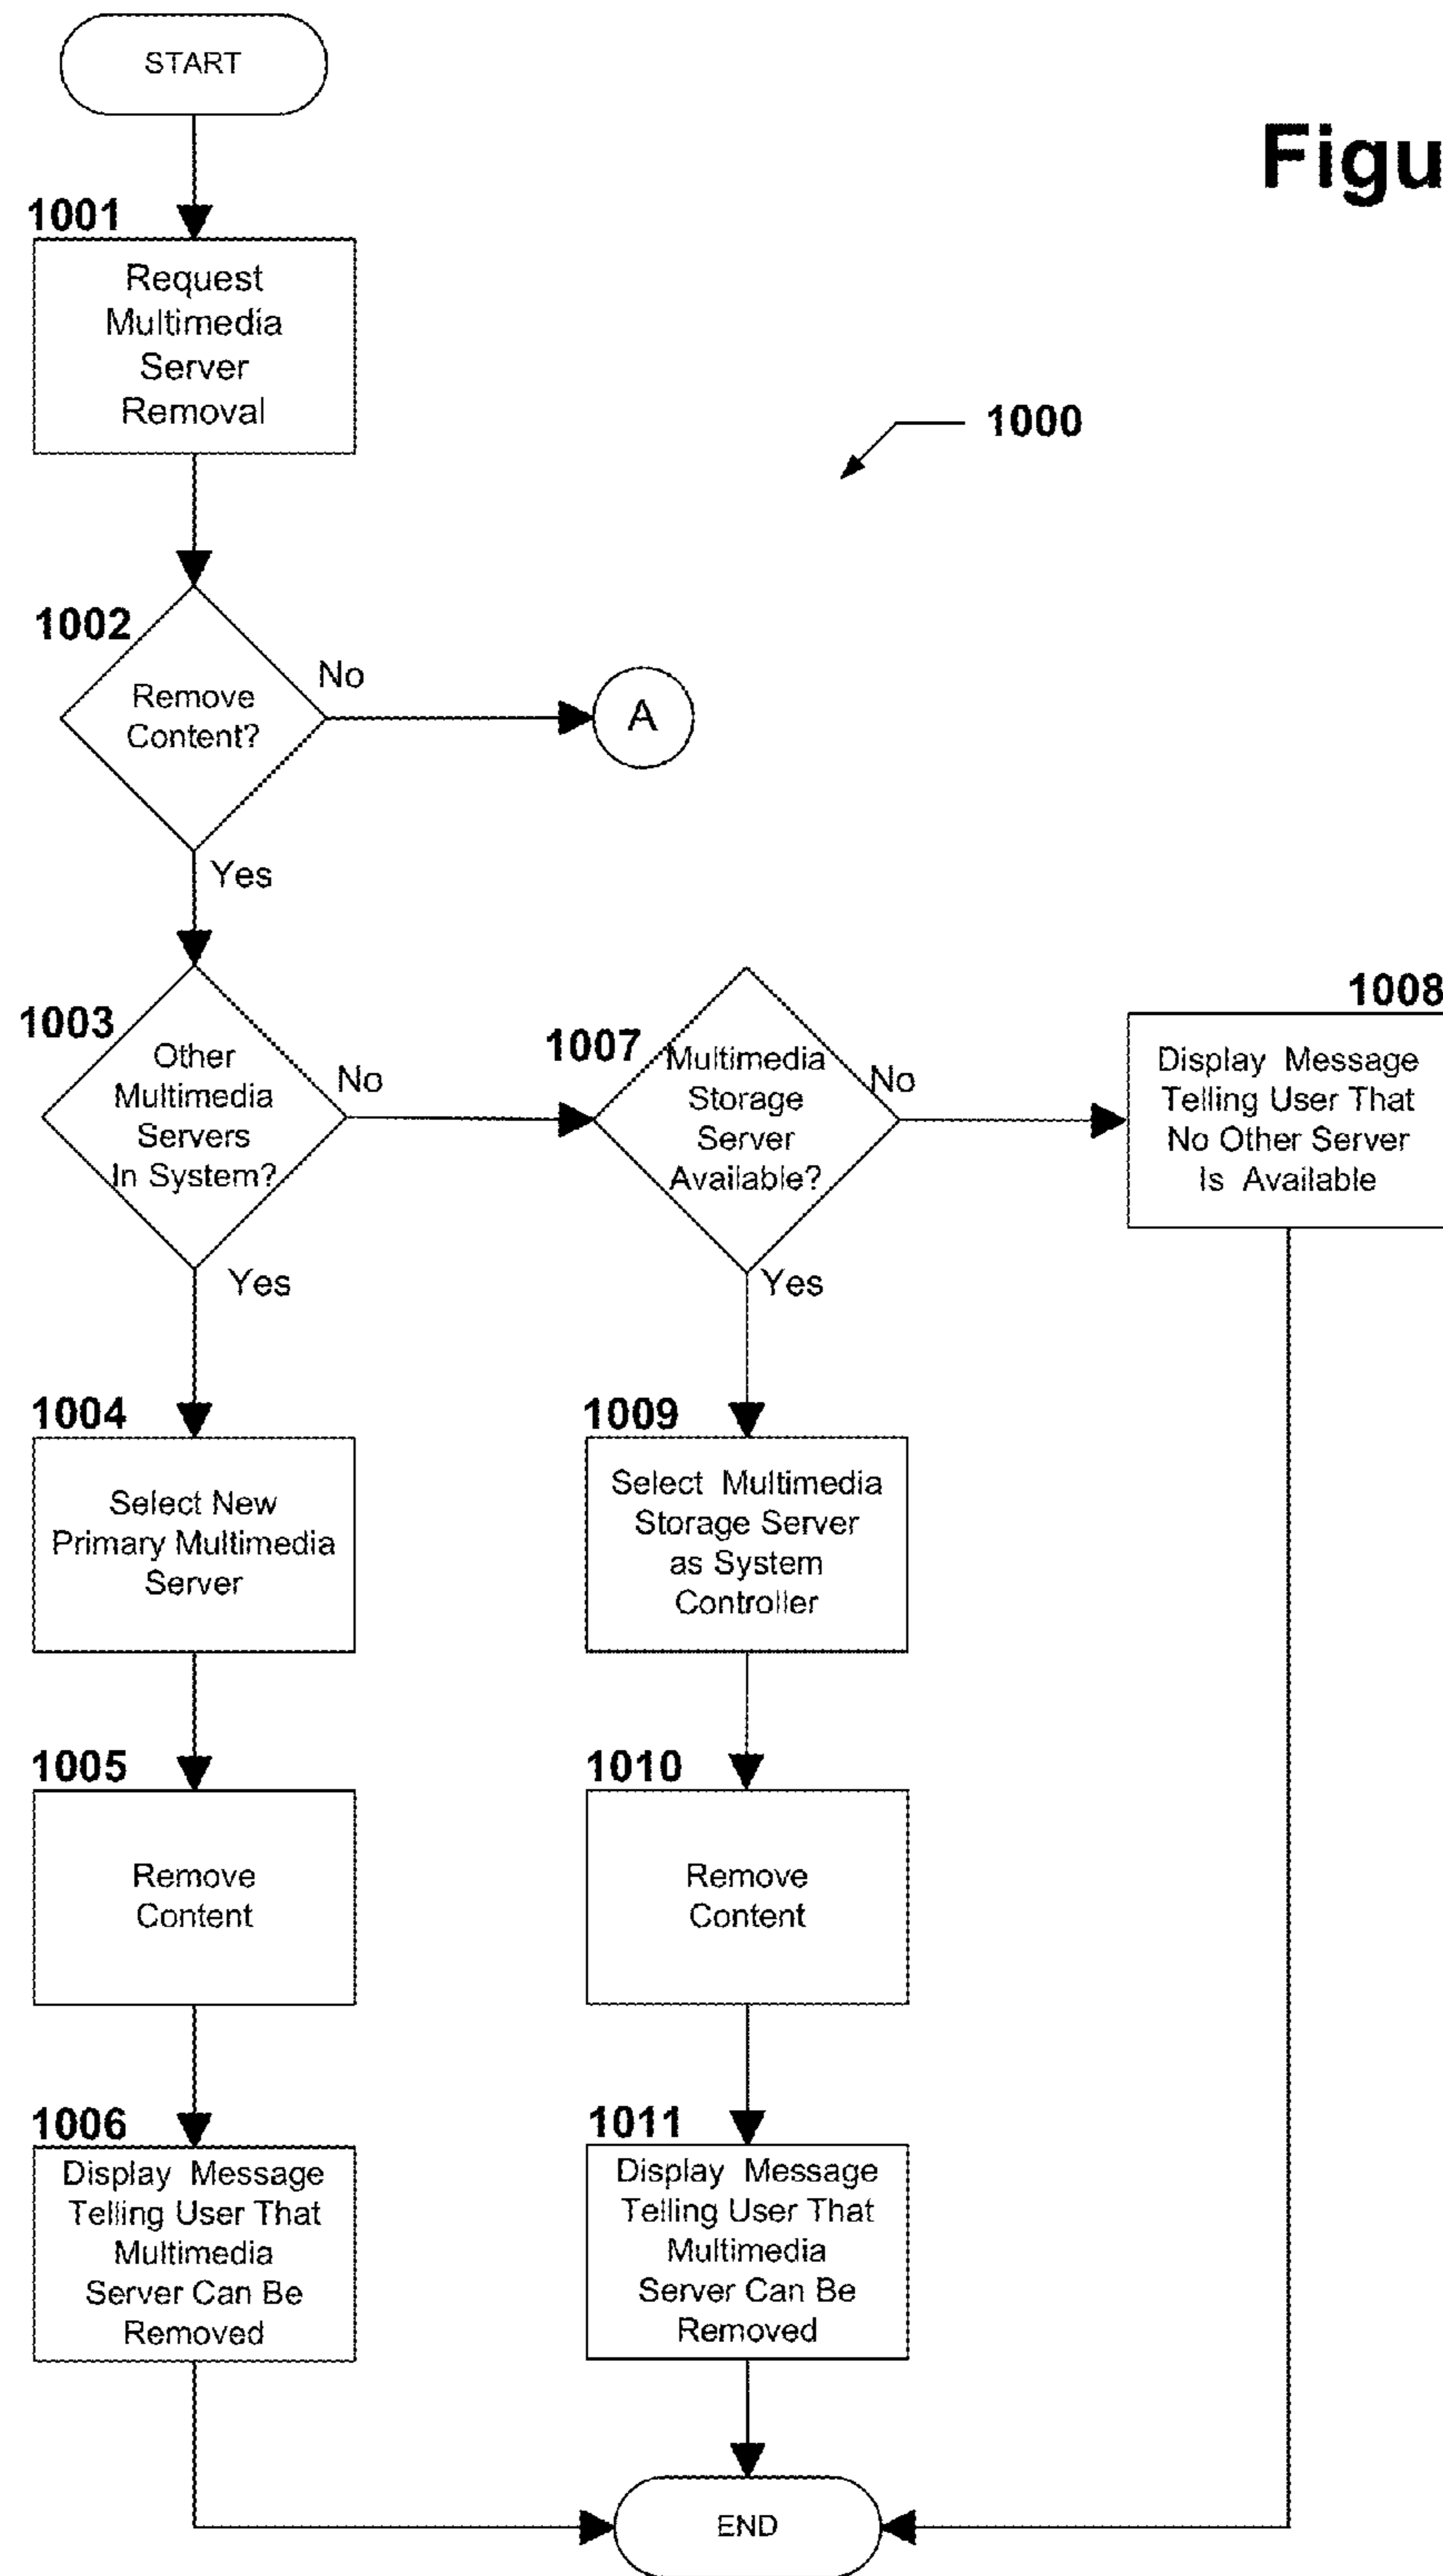 START
Figu
1001
Request
Multimedia
Server
Removal
1000
1002
Remove
Content?
No
A
Yes
1003
Other
Multimedia
Servers
In System?
No
1007
Multimedia
Storage
Server
Available?
No
1008
Display Message
Telling User That
No Other Server
Is Available
Yes
Yes
1004
Select New
Primary Multimedia
Server
1009
Select Multimedia
Storage Server
as System
Controller
1005
Remove
Content
1010
Remove
Content
1006
Display Message
Telling User That
Multimedia
Server Can Be
Removed
1011
Display Message
Telling User That
Multimedia
Server Can Be
Removed
END